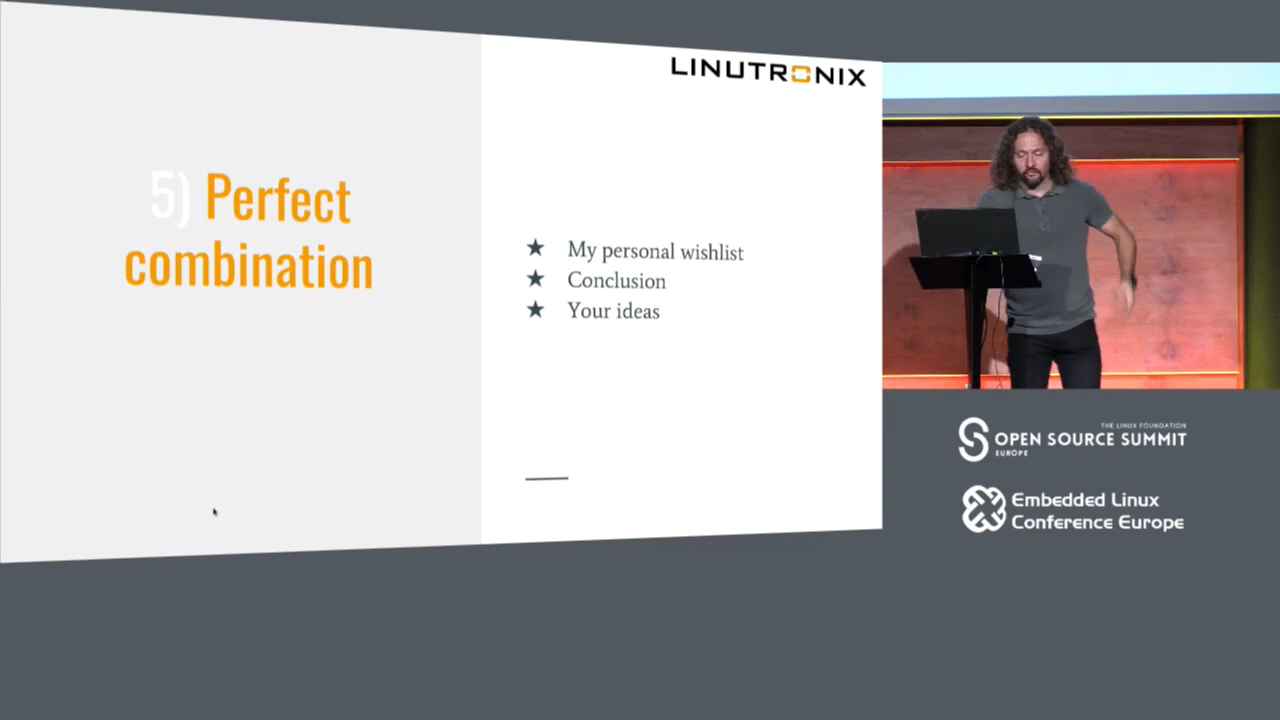 LINUTRONIX
5) Perfect
combination
★ My personal wishlist
★ Conclusion
★ Your ideas
THE LINUX FOUNDATION
OPEN SOURCE SUMMIT
EUROPE
Embedded Linux
Conference Europe